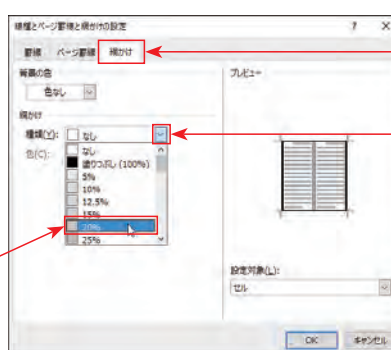 線種とページ罫線と網かけの設定 ? ×
罫線 ページ罫線 網かけ
背景の色
色なし
網かけ
種類(Y): なし
色(C):
なし
塗りつぶし (100%)
5%
10%
12.5%
15%
20%
25%
プレビュー
設定対象(L):
セル
OK キャンセル